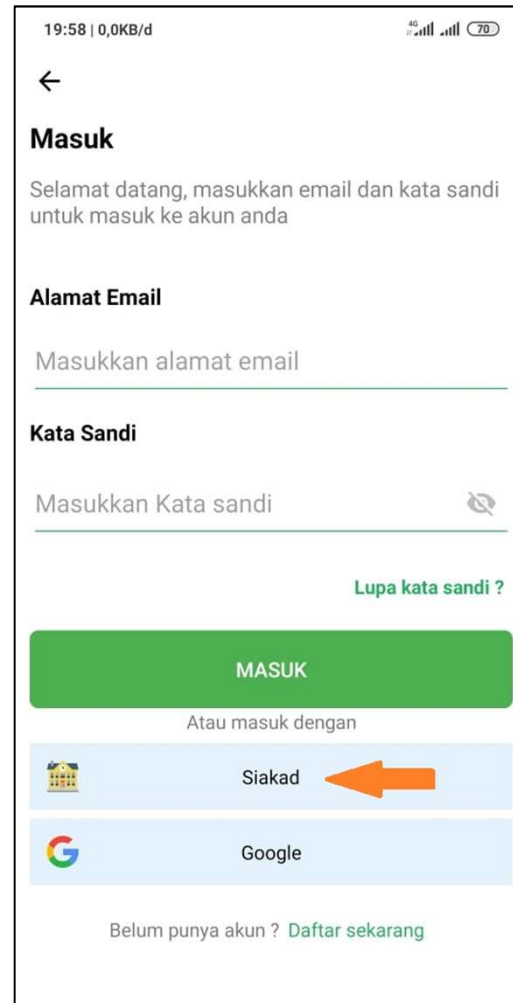 19:58 | 0,0KB/d 4G 70
Masuk
Selamat datang, masukkan email dan kata sandi
untuk masuk ke akun anda
Alamat Email
Masukkan alamat email
Kata Sandi
Masukkan Kata sandi
Lupa kata sandi ?
MASUK
Atau masuk dengan
Siakad
Google
Belum punya akun ? Daftar sekarang